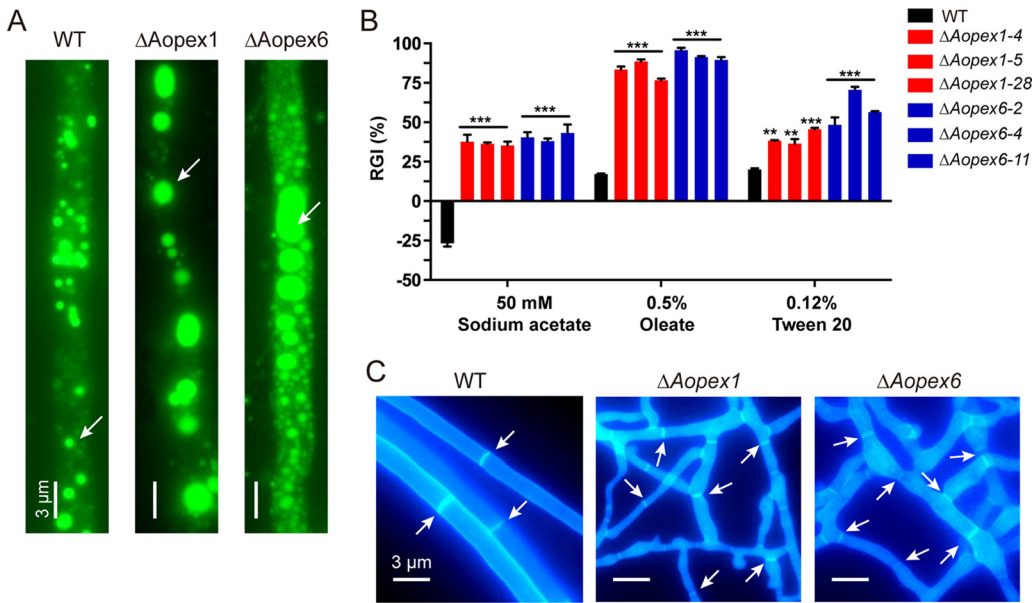 A
WT
ΔAopex1
ΔAopex6
3 µm
B
RGI (%)
100
75
50
25
0
-25
-50
***
***
***
***
**
**
***
***
50 mM
Sodium acetate
0.5%
Oleate
0.12%
Tween 20
WT
ΔAopex1-4
ΔAopex1-5
ΔAopex1-28
ΔAopex6-2
ΔAopex6-4
ΔAopex6-11
C
WT
ΔAopex1
ΔAopex6
3 µm